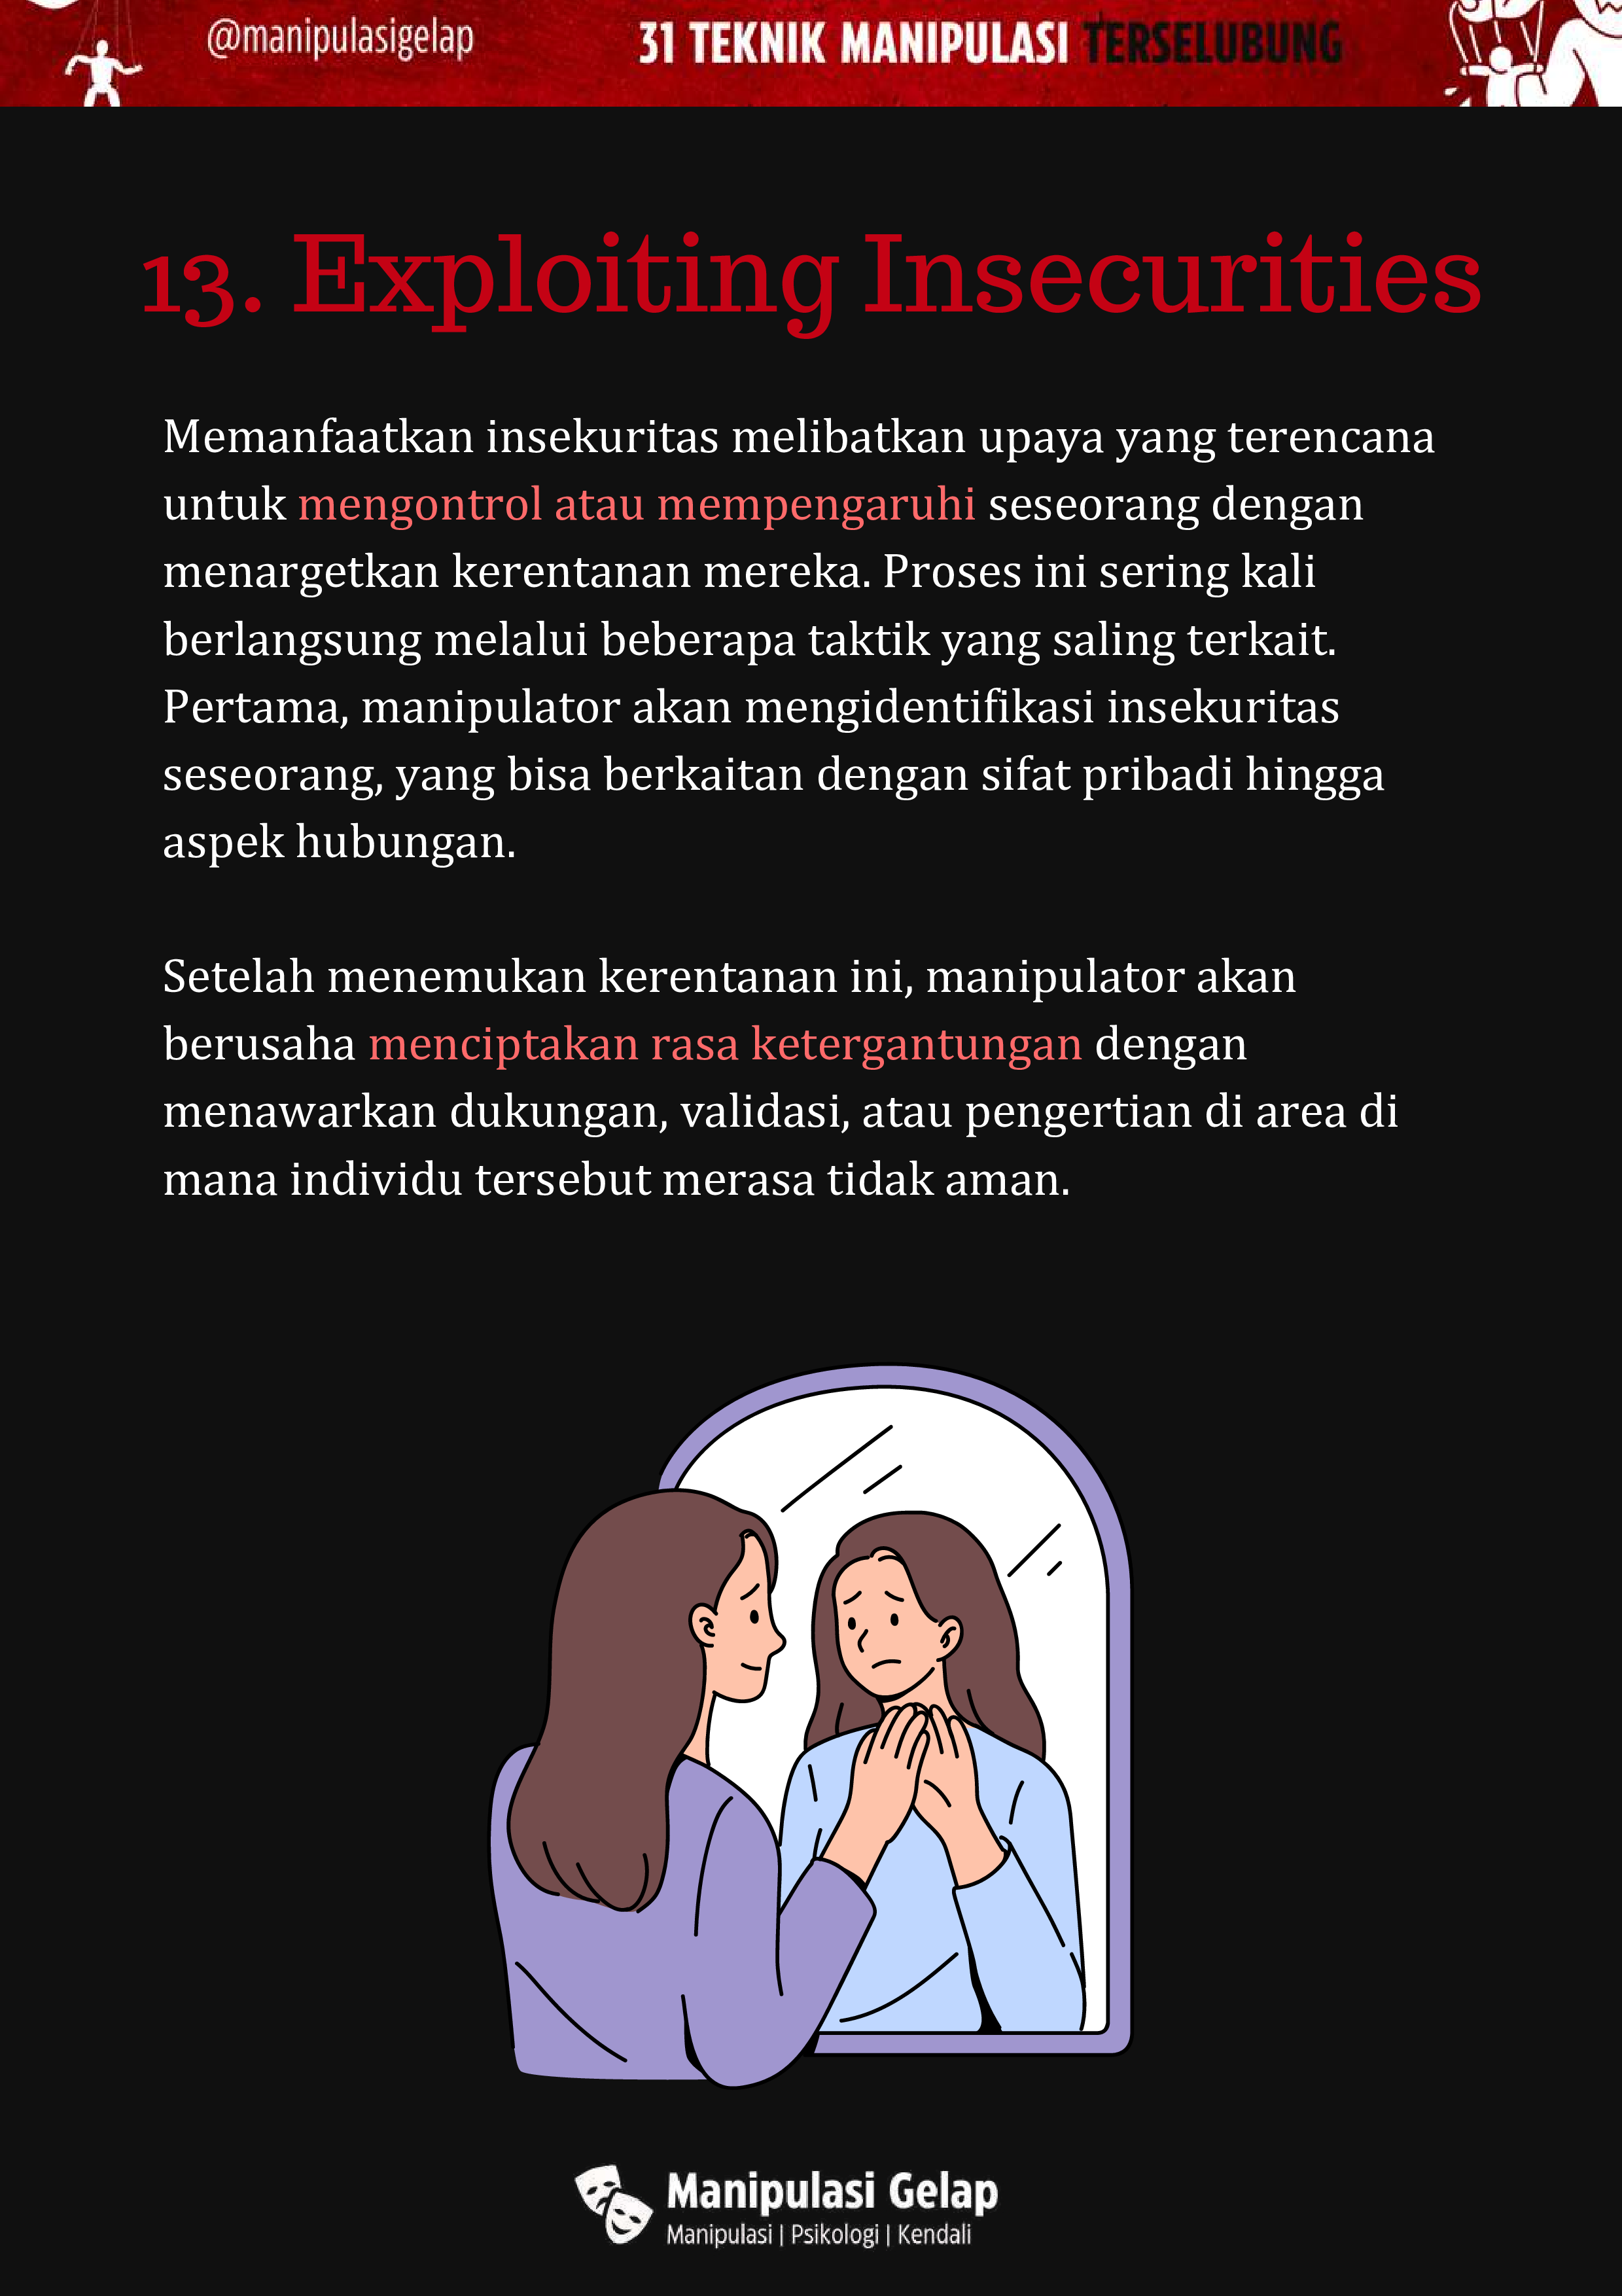 @manipulasigelap
31 TEKNIK MANIPULASI TERSELUBUNG
13. Exploiting Insecurities
Memanfaatkan insekuritas melibatkan upaya yang terencana
untuk mengontrol atau mempengaruhi seseorang dengan
menargetkan kerentanan mereka. Proses ini sering kali
berlangsung melalui beberapa taktik yang saling terkait.
Pertama, manipulator akan mengidentifikasi insekuritas
seseorang, yang bisa berkaitan dengan sifat pribadi hingga
aspek hubungan.
Setelah menemukan kerentanan ini, manipulator akan
berusaha menciptakan rasa ketergantungan dengan
menawarkan dukungan, validasi, atau pengertian di area di
mana individu tersebut merasa tidak aman.
Manipulasi Gelap
Manipulasi | Psikologi | Kendali